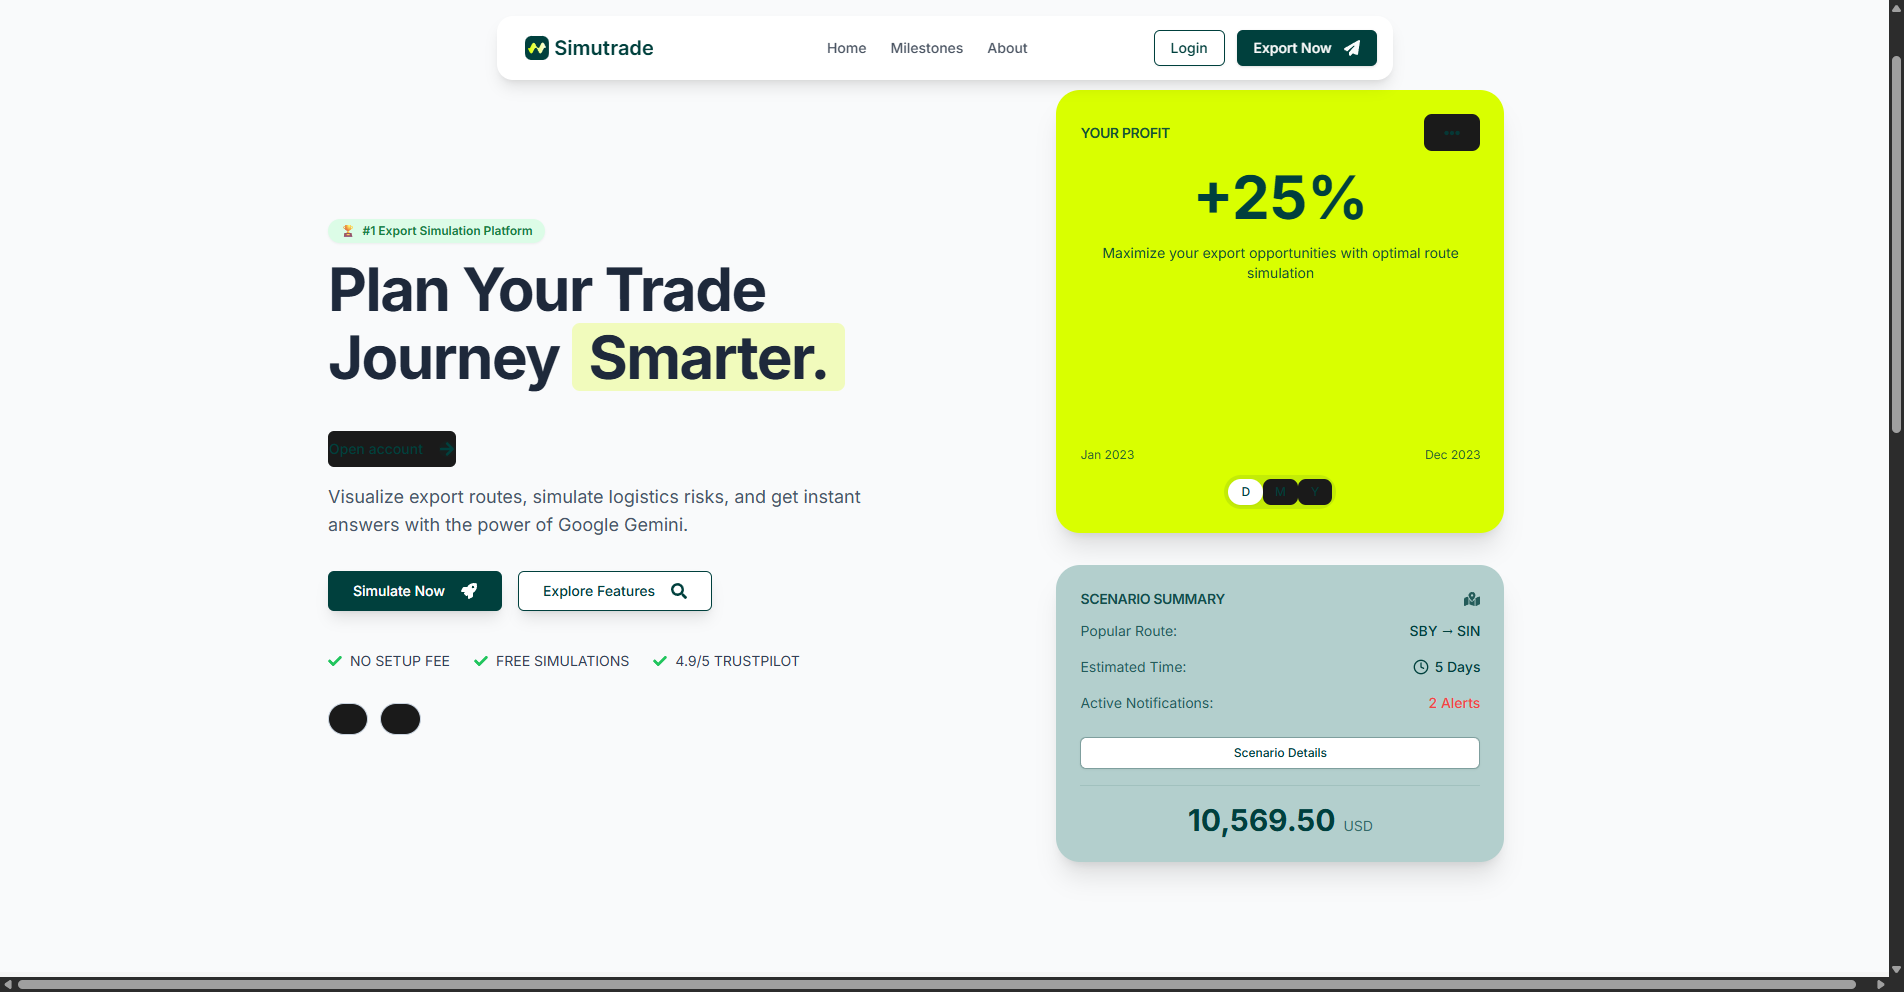 Simutrade
Home
Milestones
About
Login
Export Now
#1 Export Simulation Platform
Plan Your Trade
Journey Smarter.
Open account
Visualize export routes, simulate logistics risks, and get instant
answers with the power of Google Gemini.
Simulate Now
Explore Features
NO SETUP FEE
FREE SIMULATIONS
4.9/5 TRUSTPILOT
YOUR PROFIT
+25%
Maximize your export opportunities with optimal route
simulation
Jan 2023
Dec 2023
D
M
Y
SCENARIO SUMMARY
Popular Route:
SBY → SIN
Estimated Time:
5 Days
Active Notifications:
2 Alerts
Scenario Details
10,569.50 USD